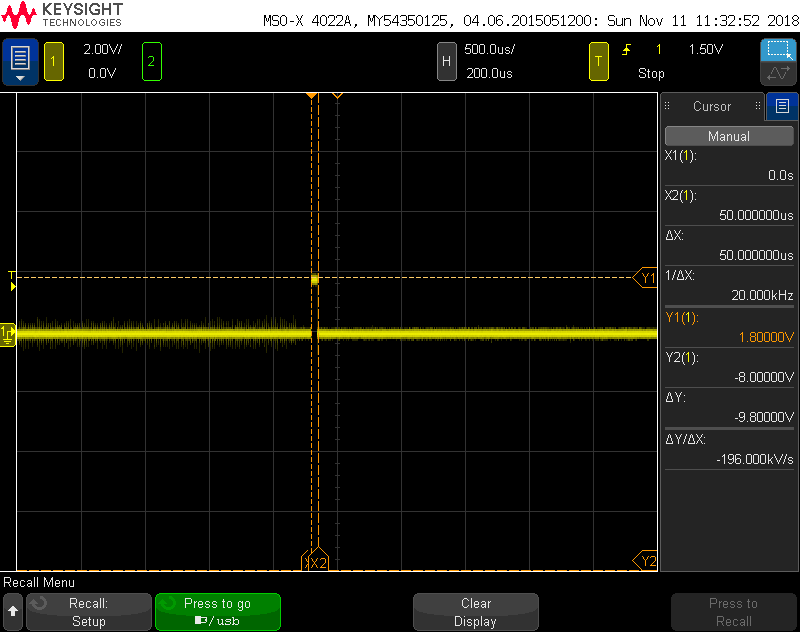 KEYSIGHT
TECHNOLOGIES
MSO-X 4022A, MY54350125, 04.06.2015051200: Sun Nov 11 11:32:52 2018
1
2.00V/
0.0V
2
H
500.0us/
200.0us
T
1
1.50V
Stop
Cursor
Manual
X1(1):
0.0s
X2(1):
50.000000us
ΔX:
50.000000us
1/ΔX:
20.000kHz
Y1(1):
1.80000V
Y2(1):
-8.00000V
ΔY:
-9.80000V
ΔY/ΔX:
-196.000kV/s
T
Y1
1
X2
Y2
Recall Menu
Recall:
Setup
Press to go
/usb
Clear
Display
Press to
Recall